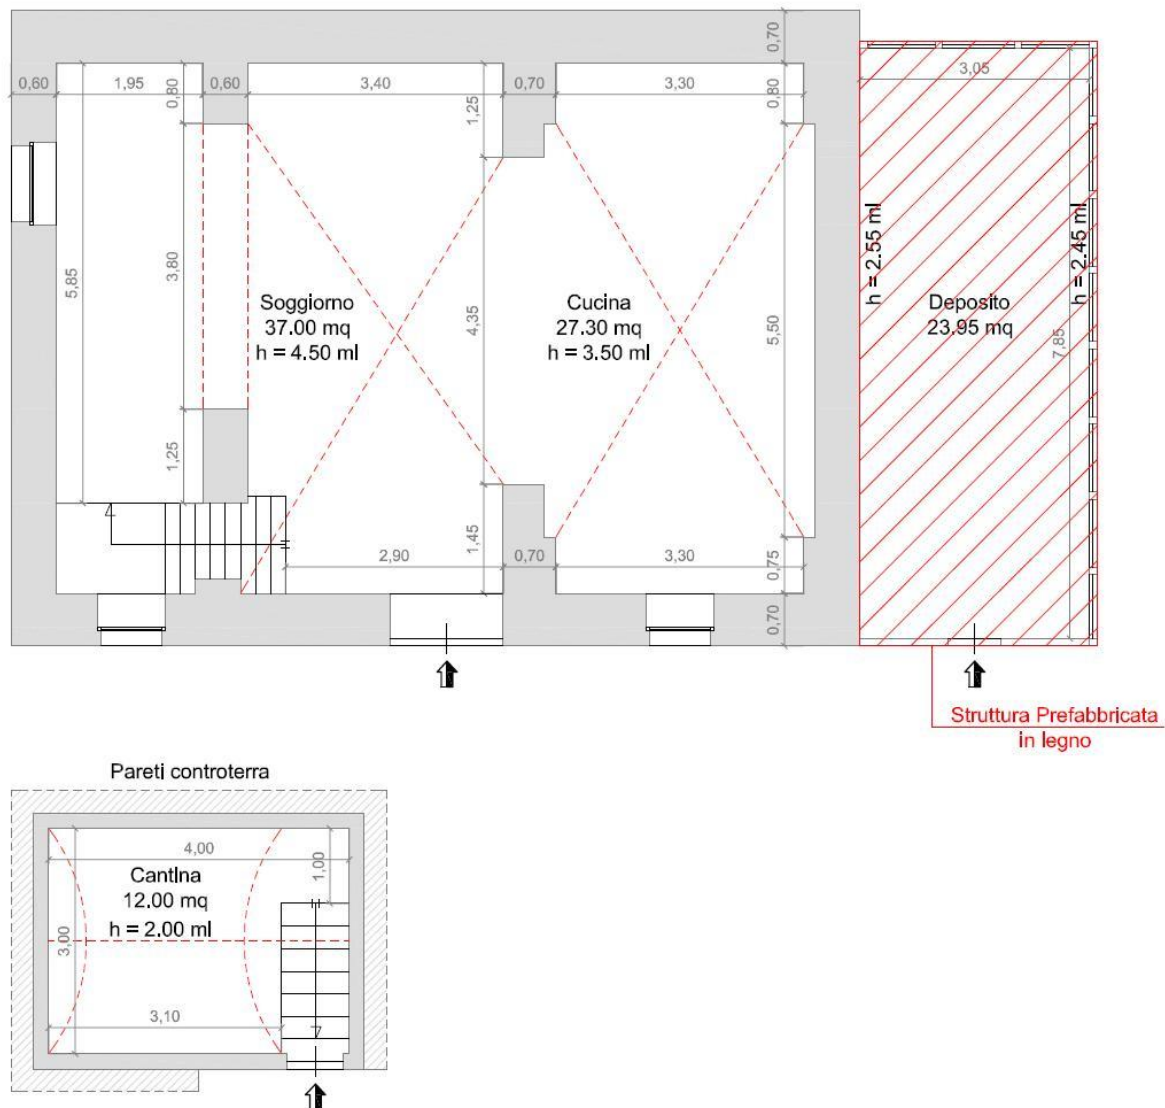 0,70
3,05
0,60
1,95
0,80
0,60
3,40
1,25
0,70
3,30
0,80
h = 2.55 ml
h = 2.45 ml
5,85
3,80
Soggiorno
37.00 mq
h = 4.50 ml
4,35
Cucina
27.30 mq
h = 3.50 ml
5,50
Deposito
23.95 mq
7,85
1,25
2,90
1,45
0,70
3,30
0,75
0,70
Struttura Prefabbricata
in legno
Pareti controterra
4,00
1,00
Cantina
12.00 mq
h = 2.00 ml
3,00
3,10